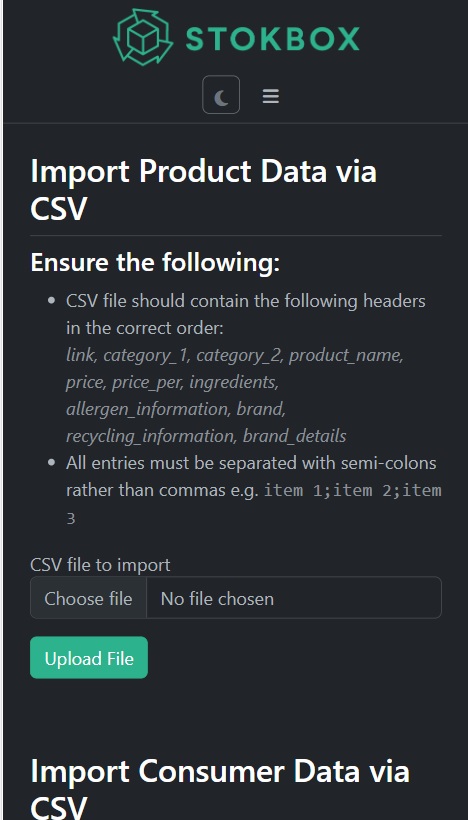 STOKBOX
Import Product Data via
CSV
Ensure the following:
CSV file should contain the following headers
in the correct order:
link, category_1, category_2, product_name,
price, price_per, ingredients,
allergen_information, brand,
recycling_information, brand_details
All entries must be separated with semi-colons
rather than commas e.g. item 1;item 2;item
3
CSV file to import
Choose file No file chosen
Upload File
Import Consumer Data via
CSV